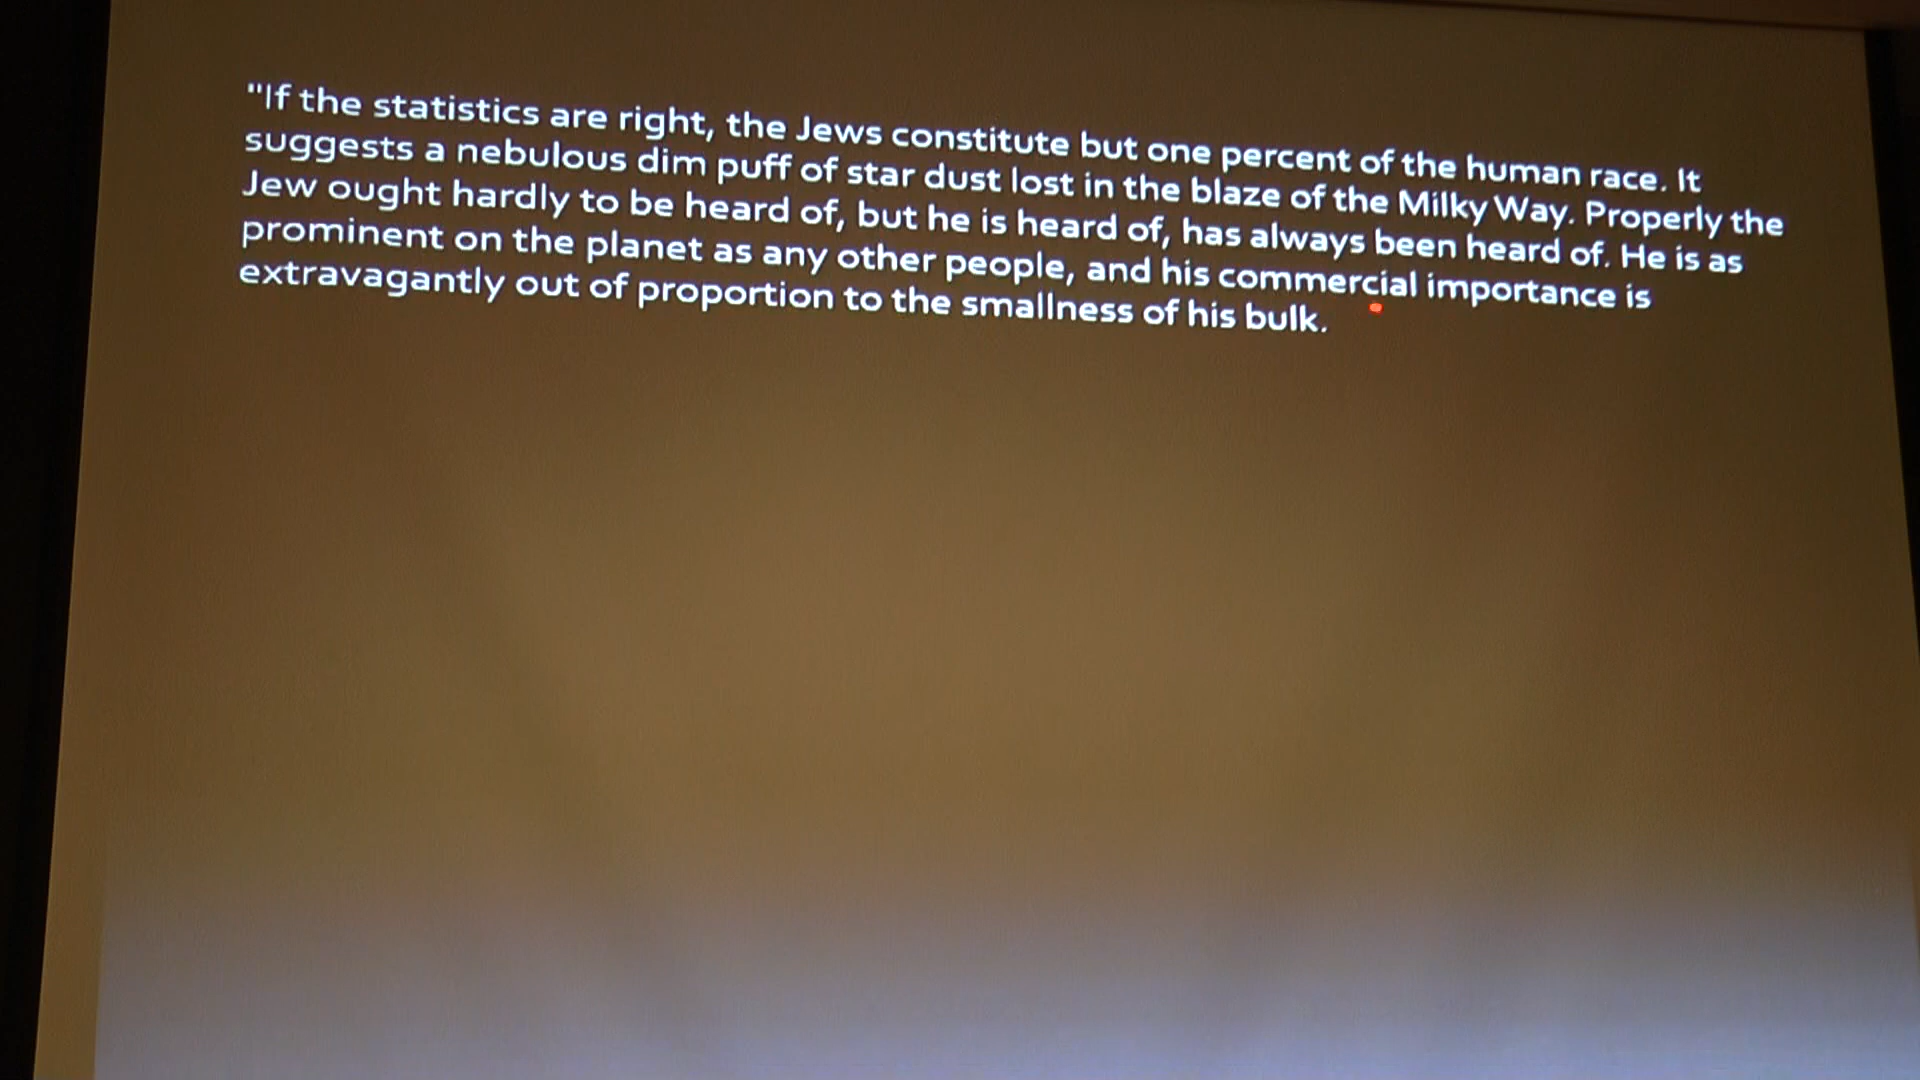 "If the statistics are right, the Jews constitute but one percent of the human race. It
suggests a nebulous dim puff of star dust lost in the blaze of the Milky Way. Properly the
Jew ought hardly to be heard of, but he is heard of, has always been heard of. He is as
prominent on the planet as any other people, and his commercial importance is
extravagantly out of proportion to the smallness of his bulk.